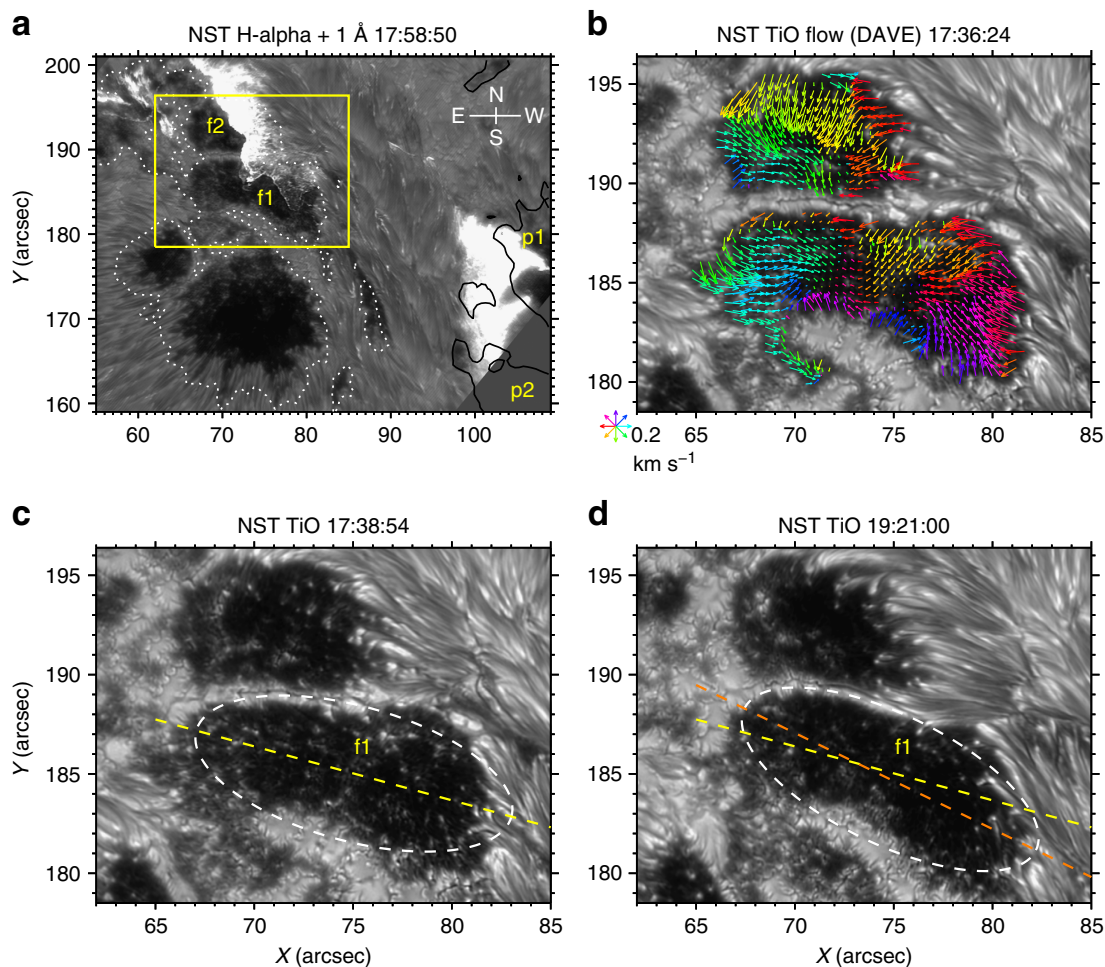 a
NST H-alpha + 1 Å 17:58:50
200
190
180
170
160
Y (arcsec)
60
70
80
90
100
f2
f1
N
E W
S
p1
p2
b
NST TiO flow (DAVE) 17:36:24
195
190
185
180
65
70
75
80
85
0.2
km s⁻¹
c
NST TiO 17:38:54
195
190
185
180
Y (arcsec)
f1
65
70
75
80
85
X (arcsec)
d
NST TiO 19:21:00
195
190
185
180
f1
65
70
75
80
85
X (arcsec)